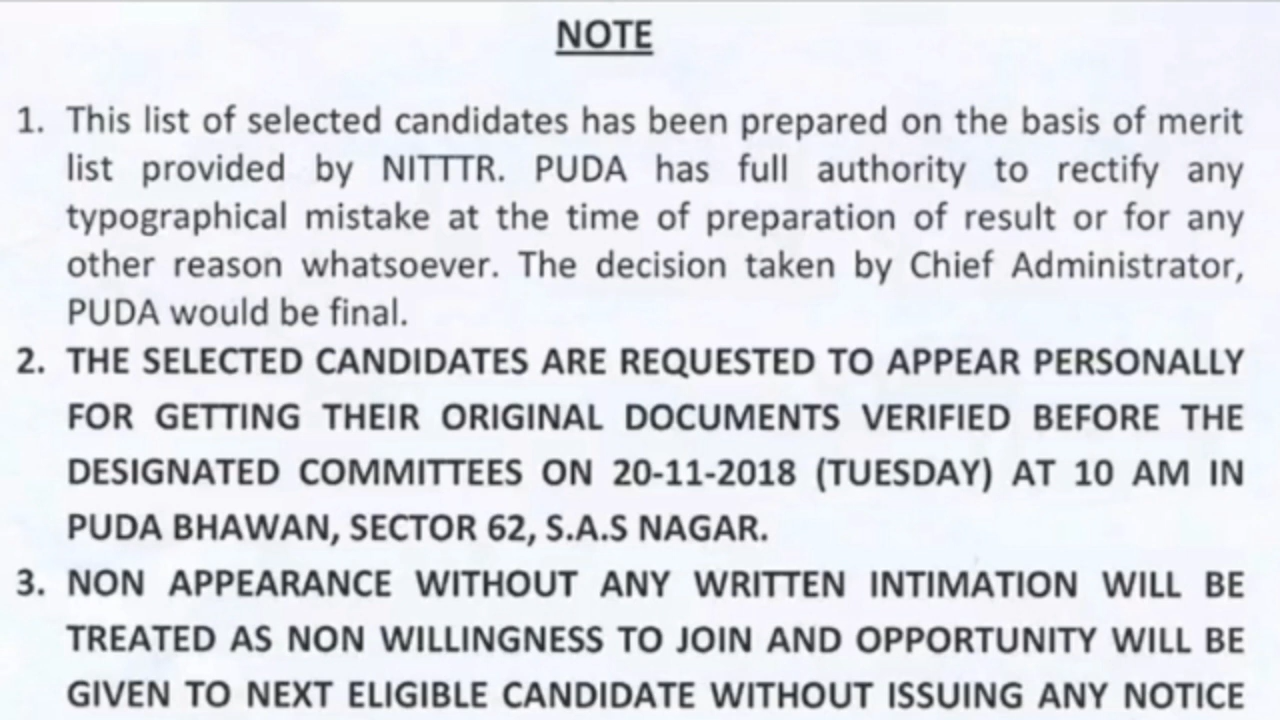 NOTE
1. This list of selected candidates has been prepared on the basis of merit
list provided by NITTTR. PUDA has full authority to rectify any
typographical mistake at the time of preparation of result or for any
other reason whatsoever. The decision taken by Chief Administrator,
PUDA would be final.
2. THE SELECTED CANDIDATES ARE REQUESTED TO APPEAR PERSONALLY
FOR GETTING THEIR ORIGINAL DOCUMENTS VERIFIED BEFORE THE
DESIGNATED COMMITTEES ON 20-11-2018 (TUESDAY) AT 10 AM IN
PUDA BHAWAN, SECTOR 62, S.A.S NAGAR.
3. NON APPEARANCE WITHOUT ANY WRITTEN INTIMATION WILL BE
TREATED AS NON WILLINGNESS TO JOIN AND OPPORTUNITY WILL BE
GIVEN TO NEXT ELIGIBLE CANDIDATE WITHOUT ISSUING ANY NOTICE